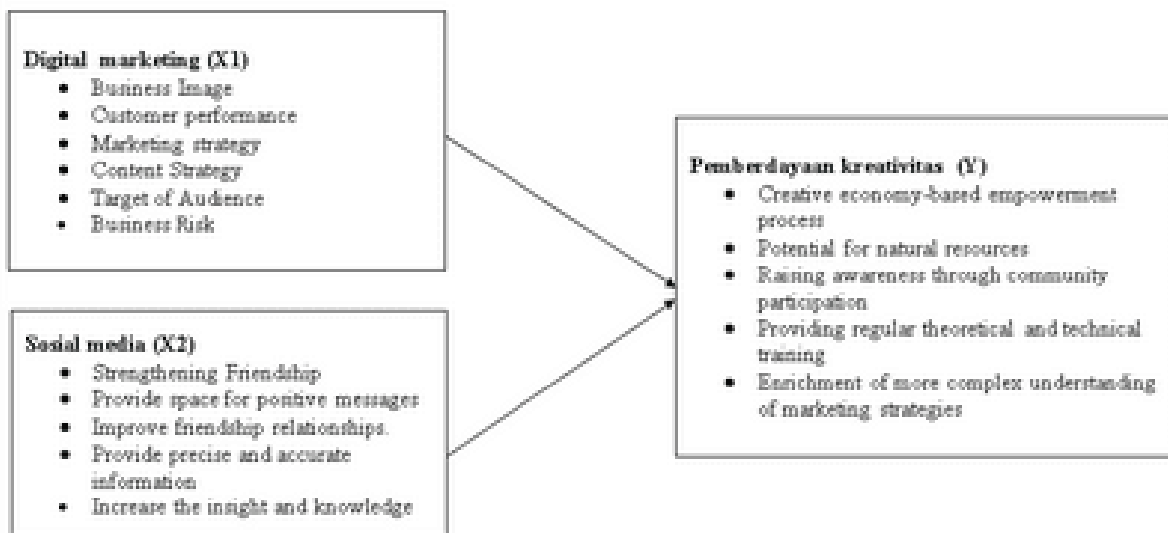 Digital marketing (X1)
• Business Image
• Customer performance
• Marketing strategy
• Content Strategy
• Target of Audience
• Business Risk
Sosial media (X2)
• Strengthening Friendship
• Provide space for positive messages
• Improve friendship relationships.
• Provide precise and accurate
information
• Increase the insight and knowledge
Pemberdayaan kreativitas (Y)
• Creative economy-based empowerment
process
• Potential for natural resources
• Raising awareness through community
participation
• Providing regular theoretical and technical
training
• Enrichment of more complex understanding
of marketing strategies